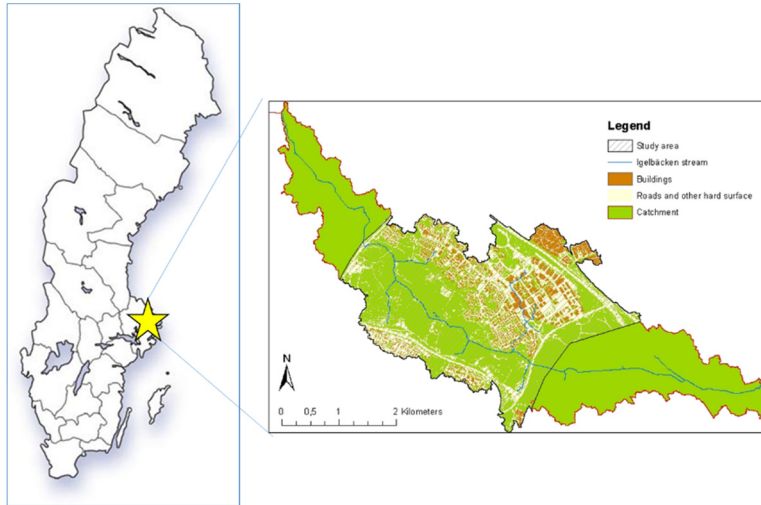 Legend
Study area
Igelbäcken stream
Buildings
Roads and other hard surface
Catchment
N
0 0,5 1 2 Kilometers